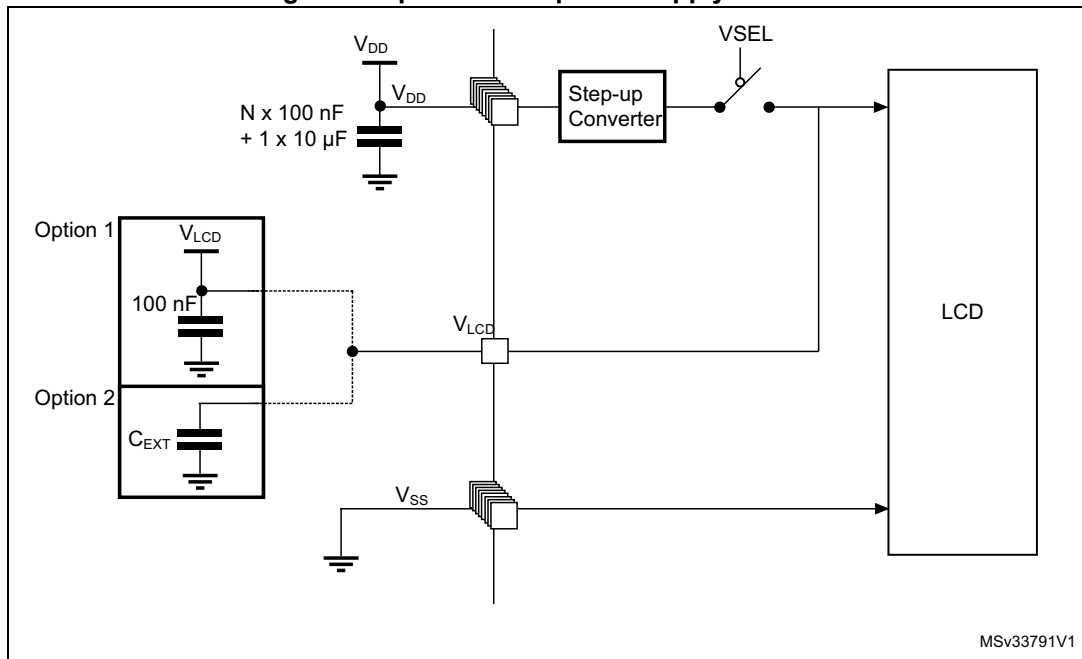 VDD
VSEL
VDD
N x 100 nF
+ 1 x 10 µF
Step-up
Converter
Option 1
VLCD
100 nF
VLCD
LCD
Option 2
CEXT
VSS
MSv33791V1